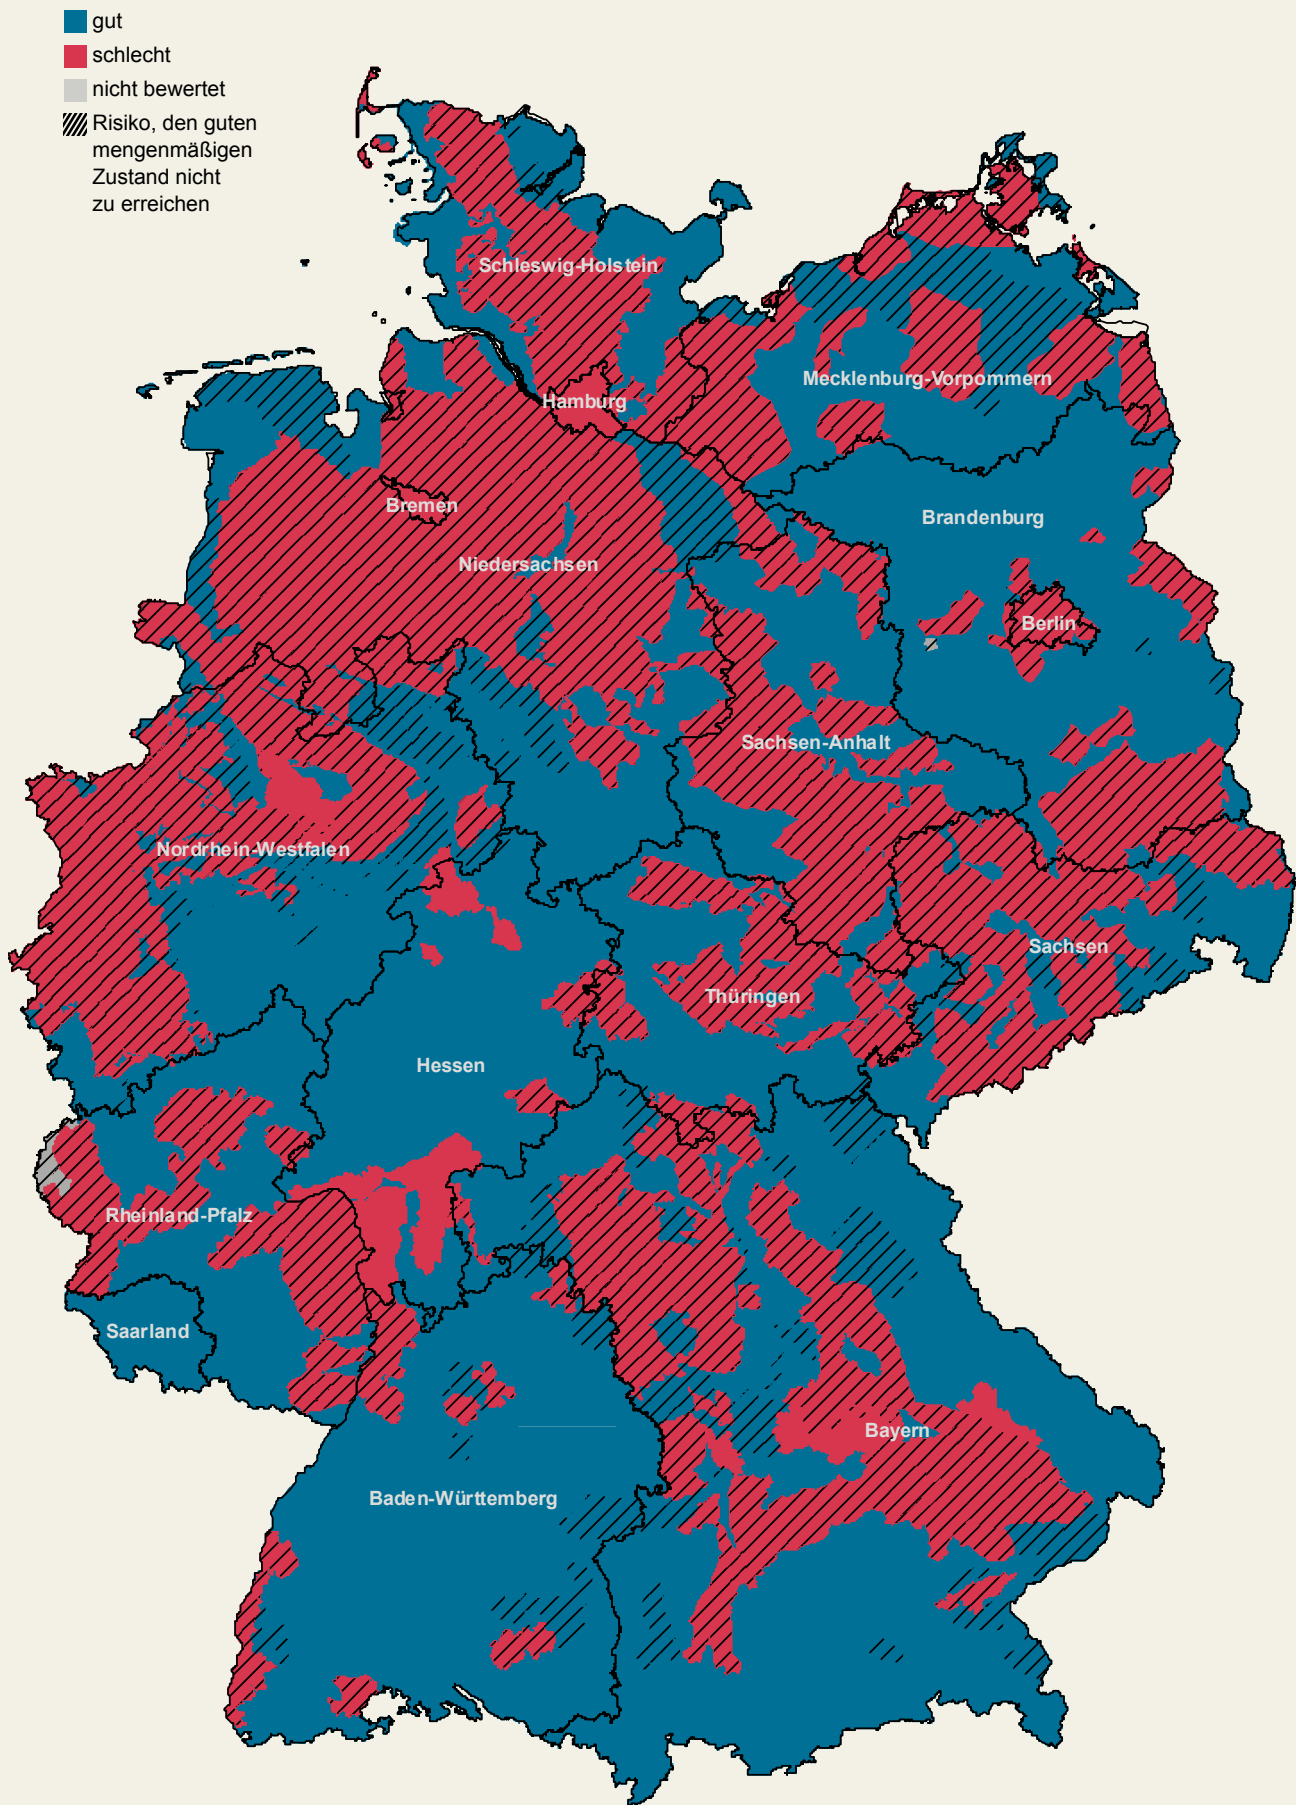 gut
schlecht
nicht bewertet
Risiko, den guten
mengenmäßigen
Zustand nicht
zu erreichen
Schleswig-Holstein
Mecklenburg-Vorpommern
Hamburg
Bremen
Brandenburg
Niedersachsen
Berlin
Sachsen-Anhalt
Nordrhein-Westfalen
Sachsen
Thüringen
Hessen
Rheinland-Pfalz
Saarland
Bayern
Baden-Württemberg